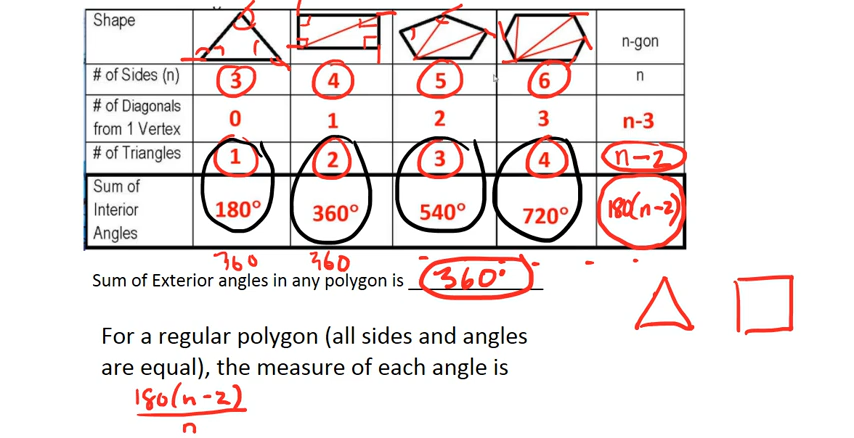 Shape
n-gon
# of Sides (n) 3 4 5 6 n
# of Diagonals
from 1 Vertex 0 1 2 3 n-3
# of Triangles 1 2 3 4 n-2
Sum of
Interior
Angles 180° 360° 540° 720° 180(n-2)
360 360
Sum of Exterior angles in any polygon is 360°
For a regular polygon (all sides and angles
are equal), the measure of each angle is
180(n-2)
n